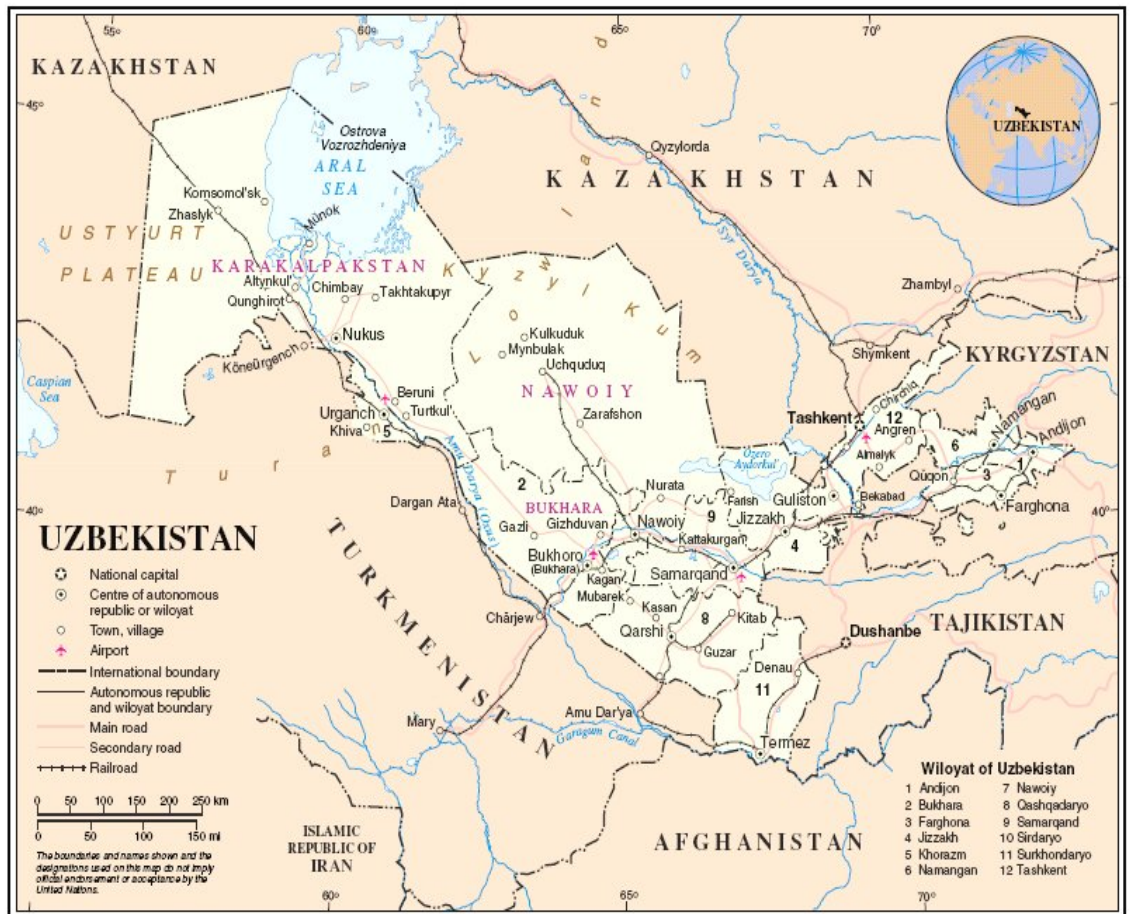 55°
60°
65°
70°
KAZAKHSTAN
45°
Ostrova
Vozrozhdeniya
ARAL
SEA
Qyzylorda
UZBEKISTAN
KAZAKHSTAN
Komsomol'sk
Zhaslyk
Mŭnok
USTYURT
PLATEAU
KARAKALPAKSTAN
Kyzyl Kum
Lowland
Syr Darya
Altynkul'
Chimbay
Takhtakupyr
Qunghirot
Zhambyl
Nukus
Kulkuduk
Mynbulak
Uchquduq
Shymkent
KYRGYZSTAN
Köneürgench
Caspian
Sea
NAWOIY
Chirchiq
Beruni
Urganch
Turtkul'
Khiva
5
Zarafshon
Tashkent
12
Angren
Almalyk
6
Namangan
Andijon
Turan
Amu Darya (Oxus)
Ozero
Aydorkul'
Qŭqon
3
1
2
BUKHARA
Nurata
Farish
Guliston
Bekabad
Farghona
40°
40°
Dargan Ata
Gazli
Gizhduvan
Nawoiy
9
Jizzakh
Kattakurgan
4
Bukhoro
(Bukhara)
Kagan
Samarqand
Mubarek
Kasan
8
Kitab
Chärjew
Qarshi
Guzar
Dushanbe
TAJIKISTAN
TURKMENISTAN
Denau
11
Mary
Amu Dar'ya
Garagum Canal
Termez
ISLAMIC
REPUBLIC OF
IRAN
AFGHANISTAN
UZBEKISTAN
National capital
Centre of autonomous
republic or wiloyat
Town, village
Airport
International boundary
Autonomous republic
and wiloyat boundary
Main road
Secondary road
Railroad
0 50 100 150 200 250 km
0 50 100 150 mi
The boundaries and names shown and the
designations used on this map do not imply
official endorsement or acceptance by the
United Nations.
Wiloyat of Uzbekistan
1 Andijon
2 Bukhara
3 Farghona
4 Jizzakh
5 Khorazm
6 Namangan
7 Nawoiy
8 Qashqadaryo
9 Samarqand
10 Sirdaryo
11 Surkhondaryo
12 Tashkent
60°
65°
70°